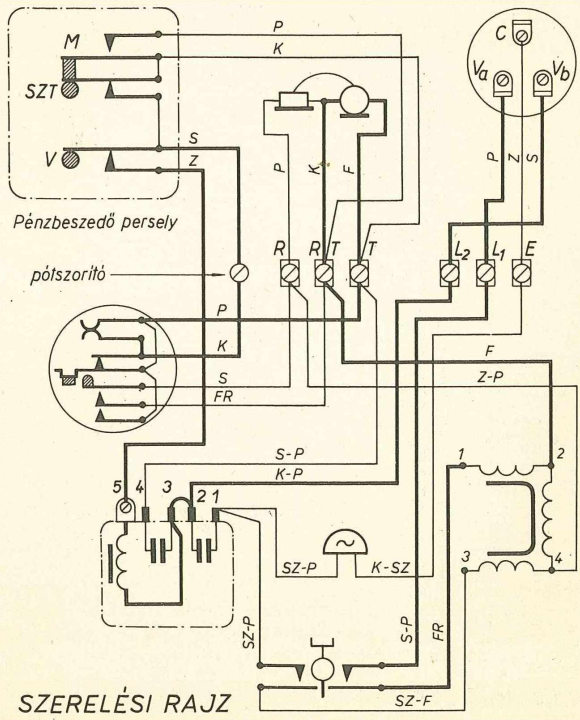 M
SZT
V
P
K
S
Z
Pénzbeszedő persely
pótszorító
P
K
F
C
Va
Vb
P
Z
S
R
R
T
T
L2
L1
E
P
K
S
FR
F
Z-P
S-P
K-P
5
4
3
2
1
1
2
3
4
SZ-P
K-SZ
SZ-P
S-P
FR
SZ-F
SZERELÉSI RAJZ